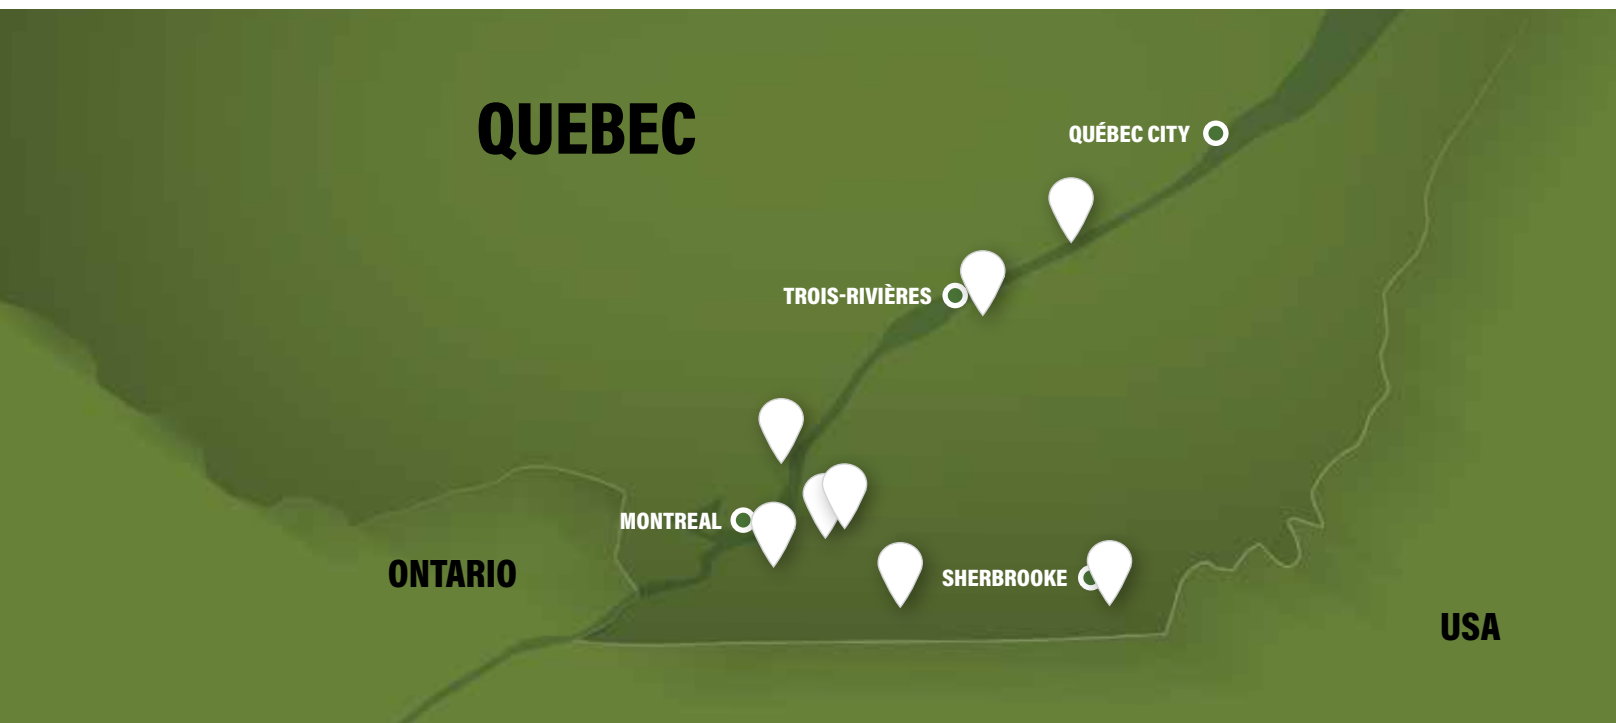 QUEBEC
QUÉBEC CITY
TROIS-RIVIÈRES
MONTREAL
ONTARIO
SHERBROOKE
USA